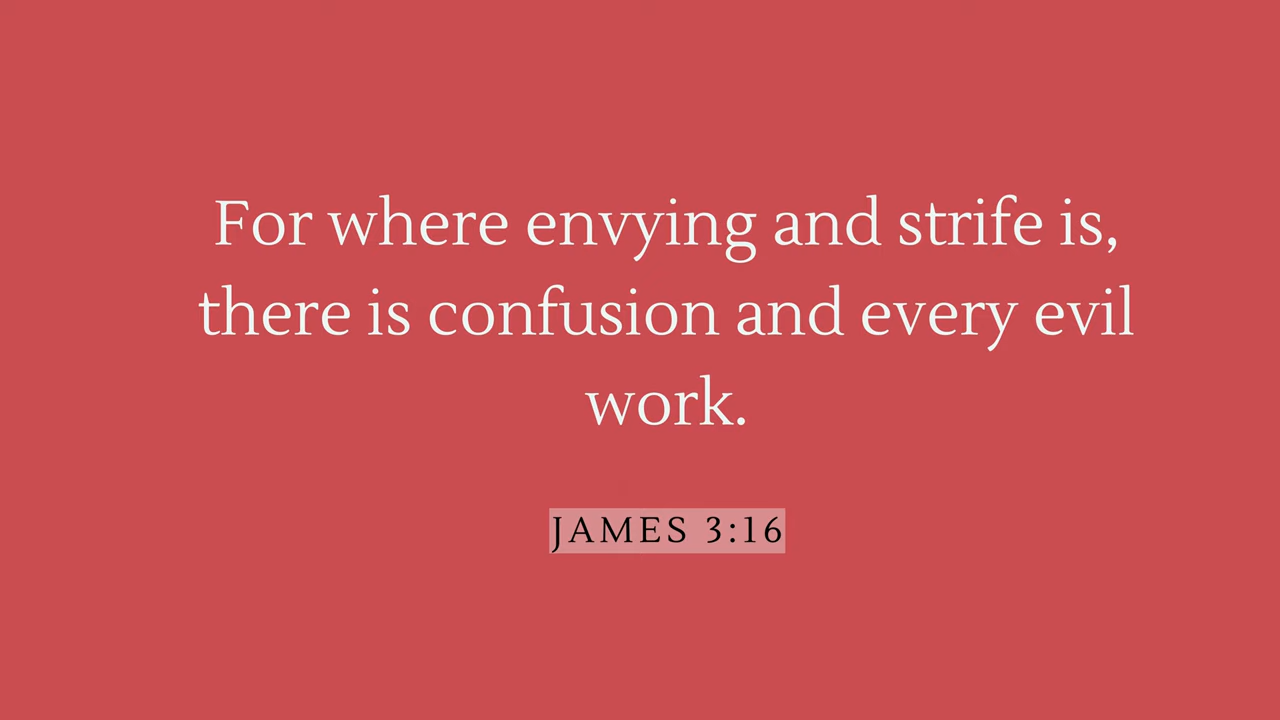 For where envying and strife is,
there is confusion and every evil
work.
JAMES 3:16